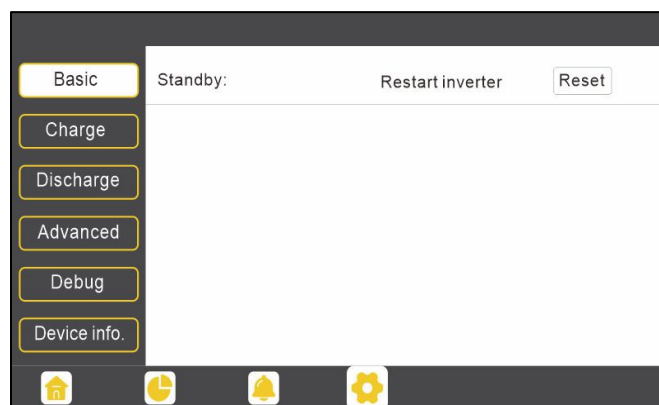 Basic
Standby:
Restart inverter
Reset
Charge
Discharge
Advanced
Debug
Device info.